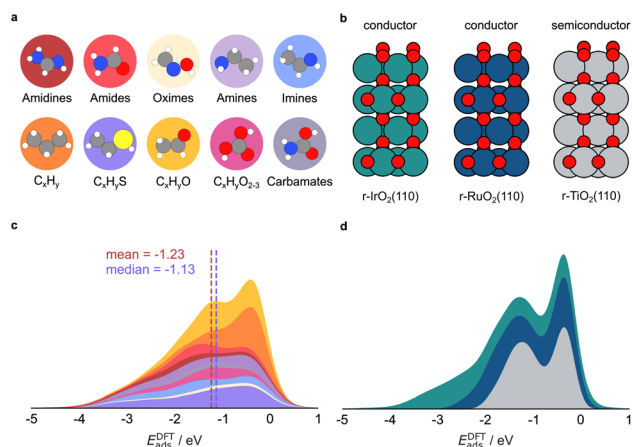 a
Amidines Amides Oximes Amines Imines
CxHy CxHyS CxHyO CxHyO2-3 Carbamates
b
conductor conductor semiconductor
r-IrO2(110) r-RuO2(110) r-TiO2(110)
c
mean = -1.23
median = -1.13
-5 -4 -3 -2 -1 0 1
E_ads^DFT / eV
d
-5 -4 -3 -2 -1 0 1
E_ads^DFT / eV